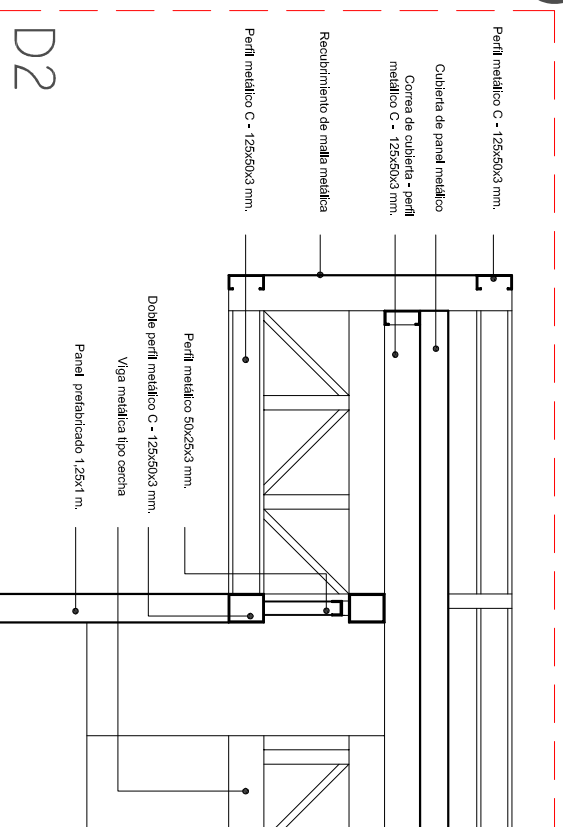 Perfil metálico C - 125x50x3 mm.
Cubierta de panel metálico
Correa de cubierta - perfil
metálico C - 125x50x3 mm.
Recubrimiento de malla metálica
Perfil metálico C - 125x50x3 mm.
Perfil metálico 50x25x3 mm.
Doble perfil metálico C - 125x50x3 mm.
Viga metálica tipo cercha
Panel prefabricado 1,25x1 m.
D2